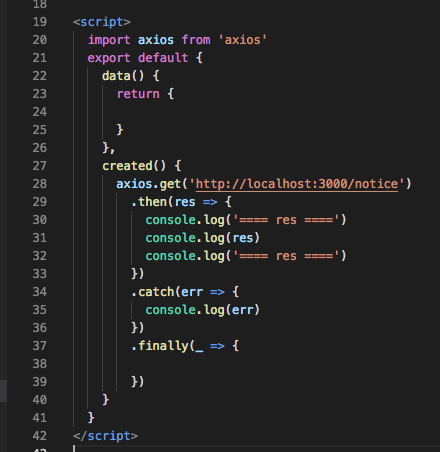 18
19 <script>
20   import axios from 'axios'
21   export default {
22     data() {
23       return {
24
25       }
26     },
27     created() {
28       axios.get('http://localhost:3000/notice')
29         .then(res => {
30           console.log('==== res ====')
31           console.log(res)
32           console.log('==== res ====')
33         })
34         .catch(err => {
35           console.log(err)
36         })
37         .finally(_ => {
38
39         })
40     }
41   }
42 </script>
43